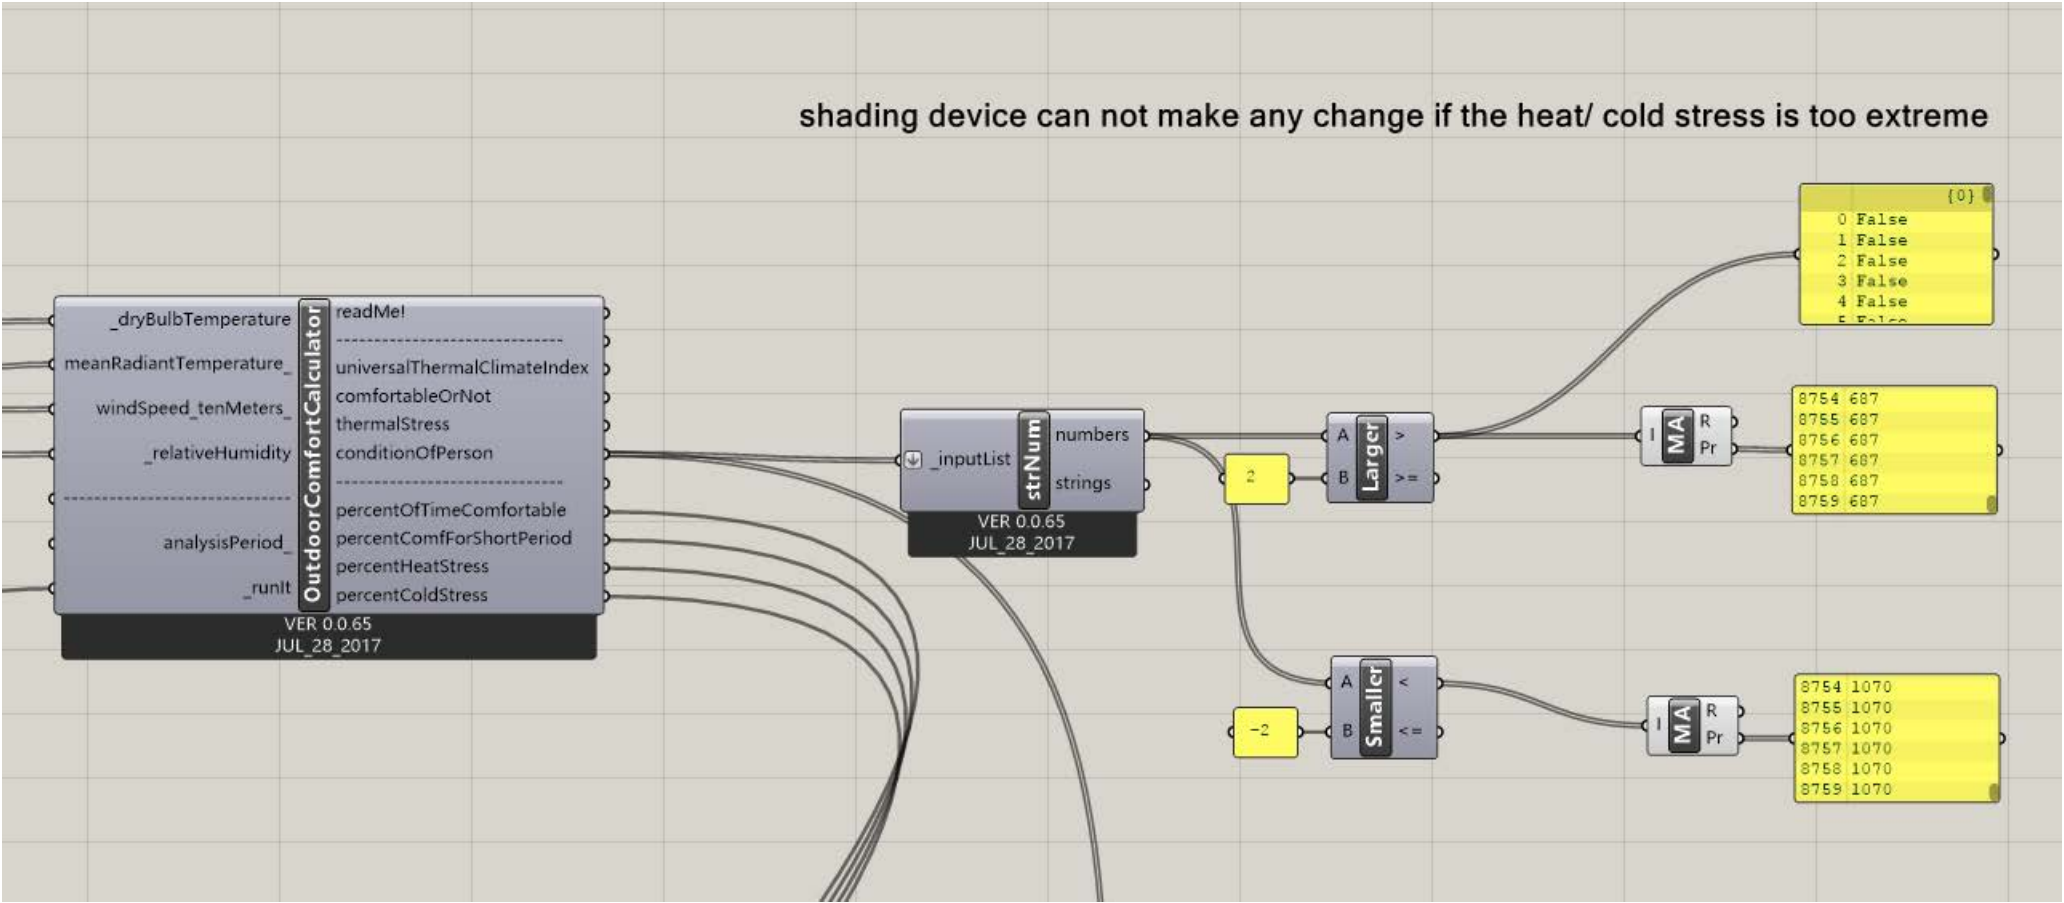 shading device can not make any change if the heat/ cold stress is too extreme
{0}
0 False
1 False
2 False
3 False
4 False
5 False
_dryBulbTemperature
meanRadiantTemperature_
windSpeed_tenMeters_
_relativeHumidity
analysisPeriod_
_runIt
OutdoorComfortCalculator
readMe!
universalThermalClimateIndex
comfortableOrNot
thermalStress
conditionOfPerson
percentOfTimeComfortable
percentComfForShortPeriod
percentHeatStress
percentColdStress
VER 0.0.65
JUL_28_2017
_inputList
strNum
numbers
strings
VER 0.0.65
JUL_28_2017
2
A
B
Larger
>
>=
I
MA
R
Pr
8754 687
8755 687
8756 687
8757 687
8758 687
8759 687
-2
A
B
Smaller
<
<=
I
MA
R
Pr
8754 1070
8755 1070
8756 1070
8757 1070
8758 1070
8759 1070